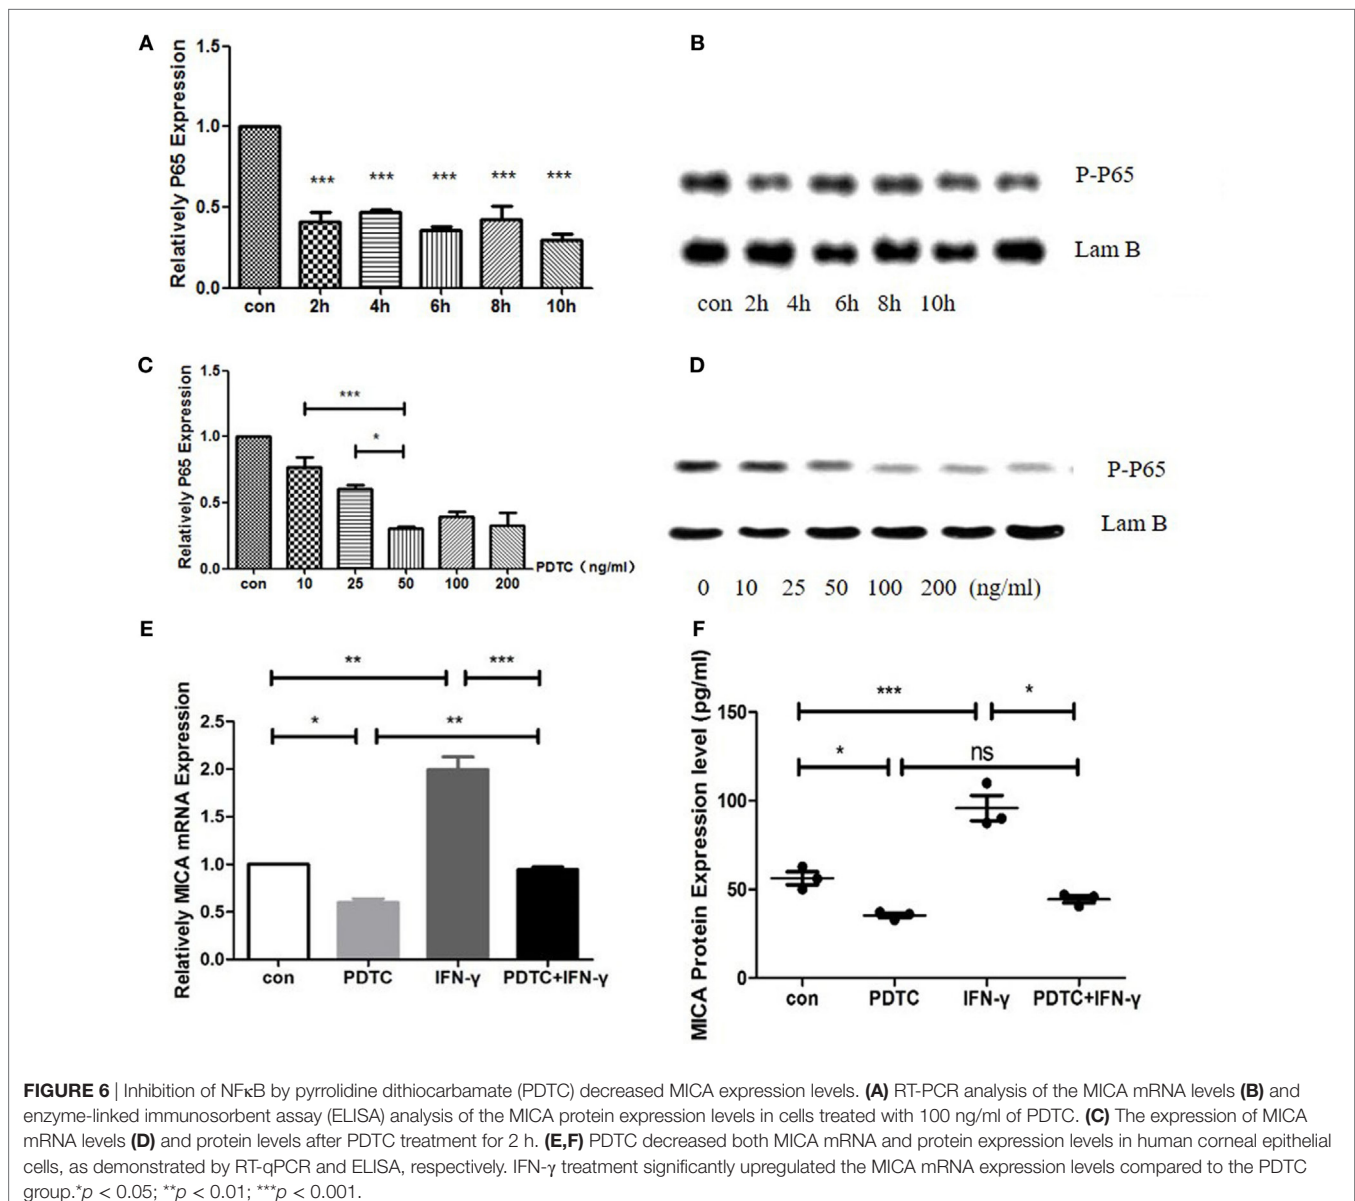 A
Relatively P65 Expression
1.5
1.0
0.5
0.0
*** *** *** *** ***
con 2h 4h 6h 8h 10h
B
P-P65
Lam B
con 2h 4h 6h 8h 10h
C
Relatively P65 Expression
1.5
1.0
0.5
0.0
***
*
con 10 25 50 100 200
PDTC (ng/ml)
D
P-P65
Lam B
0 10 25 50 100 200 (ng/ml)
E
Relatively MICA mRNA Expression
2.5
2.0
1.5
1.0
0.5
0.0
** ***
* **
con PDTC IFN-γ PDTC+IFN-γ
F
MICA Protein Expression level (pg/ml)
150
100
50
0
*** *
* ns
con PDTC IFN-γ PDTC+IFN-γ
FIGURE 6 | Inhibition of NFκB by pyrrolidine dithiocarbamate (PDTC) decreased MICA expression levels. (A) RT-PCR analysis of the MICA mRNA levels (B) and
enzyme-linked immunosorbent assay (ELISA) analysis of the MICA protein expression levels in cells treated with 100 ng/ml of PDTC. (C) The expression of MICA
mRNA levels (D) and protein levels after PDTC treatment for 2 h. (E,F) PDTC decreased both MICA mRNA and protein expression levels in human corneal epithelial
cells, as demonstrated by RT-qPCR and ELISA, respectively. IFN-γ treatment significantly upregulated the MICA mRNA expression levels compared to the PDTC
group.*p < 0.05; **p < 0.01; ***p < 0.001.